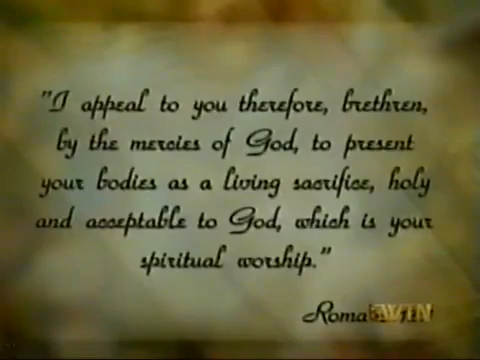 "I appeal to you therefore, brethren,
by the mercies of God, to present
your bodies as a living sacrifice, holy
and acceptable to God, which is your
spiritual worship."
EWTN